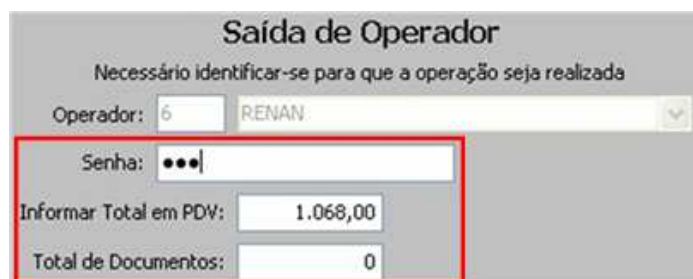 Saída de Operador
Necessário identificar-se para que a operação seja realizada
Operador: 6 RENAN
Senha: ●●●
Informar Total em PDV: 1.068,00
Total de Documentos: 0